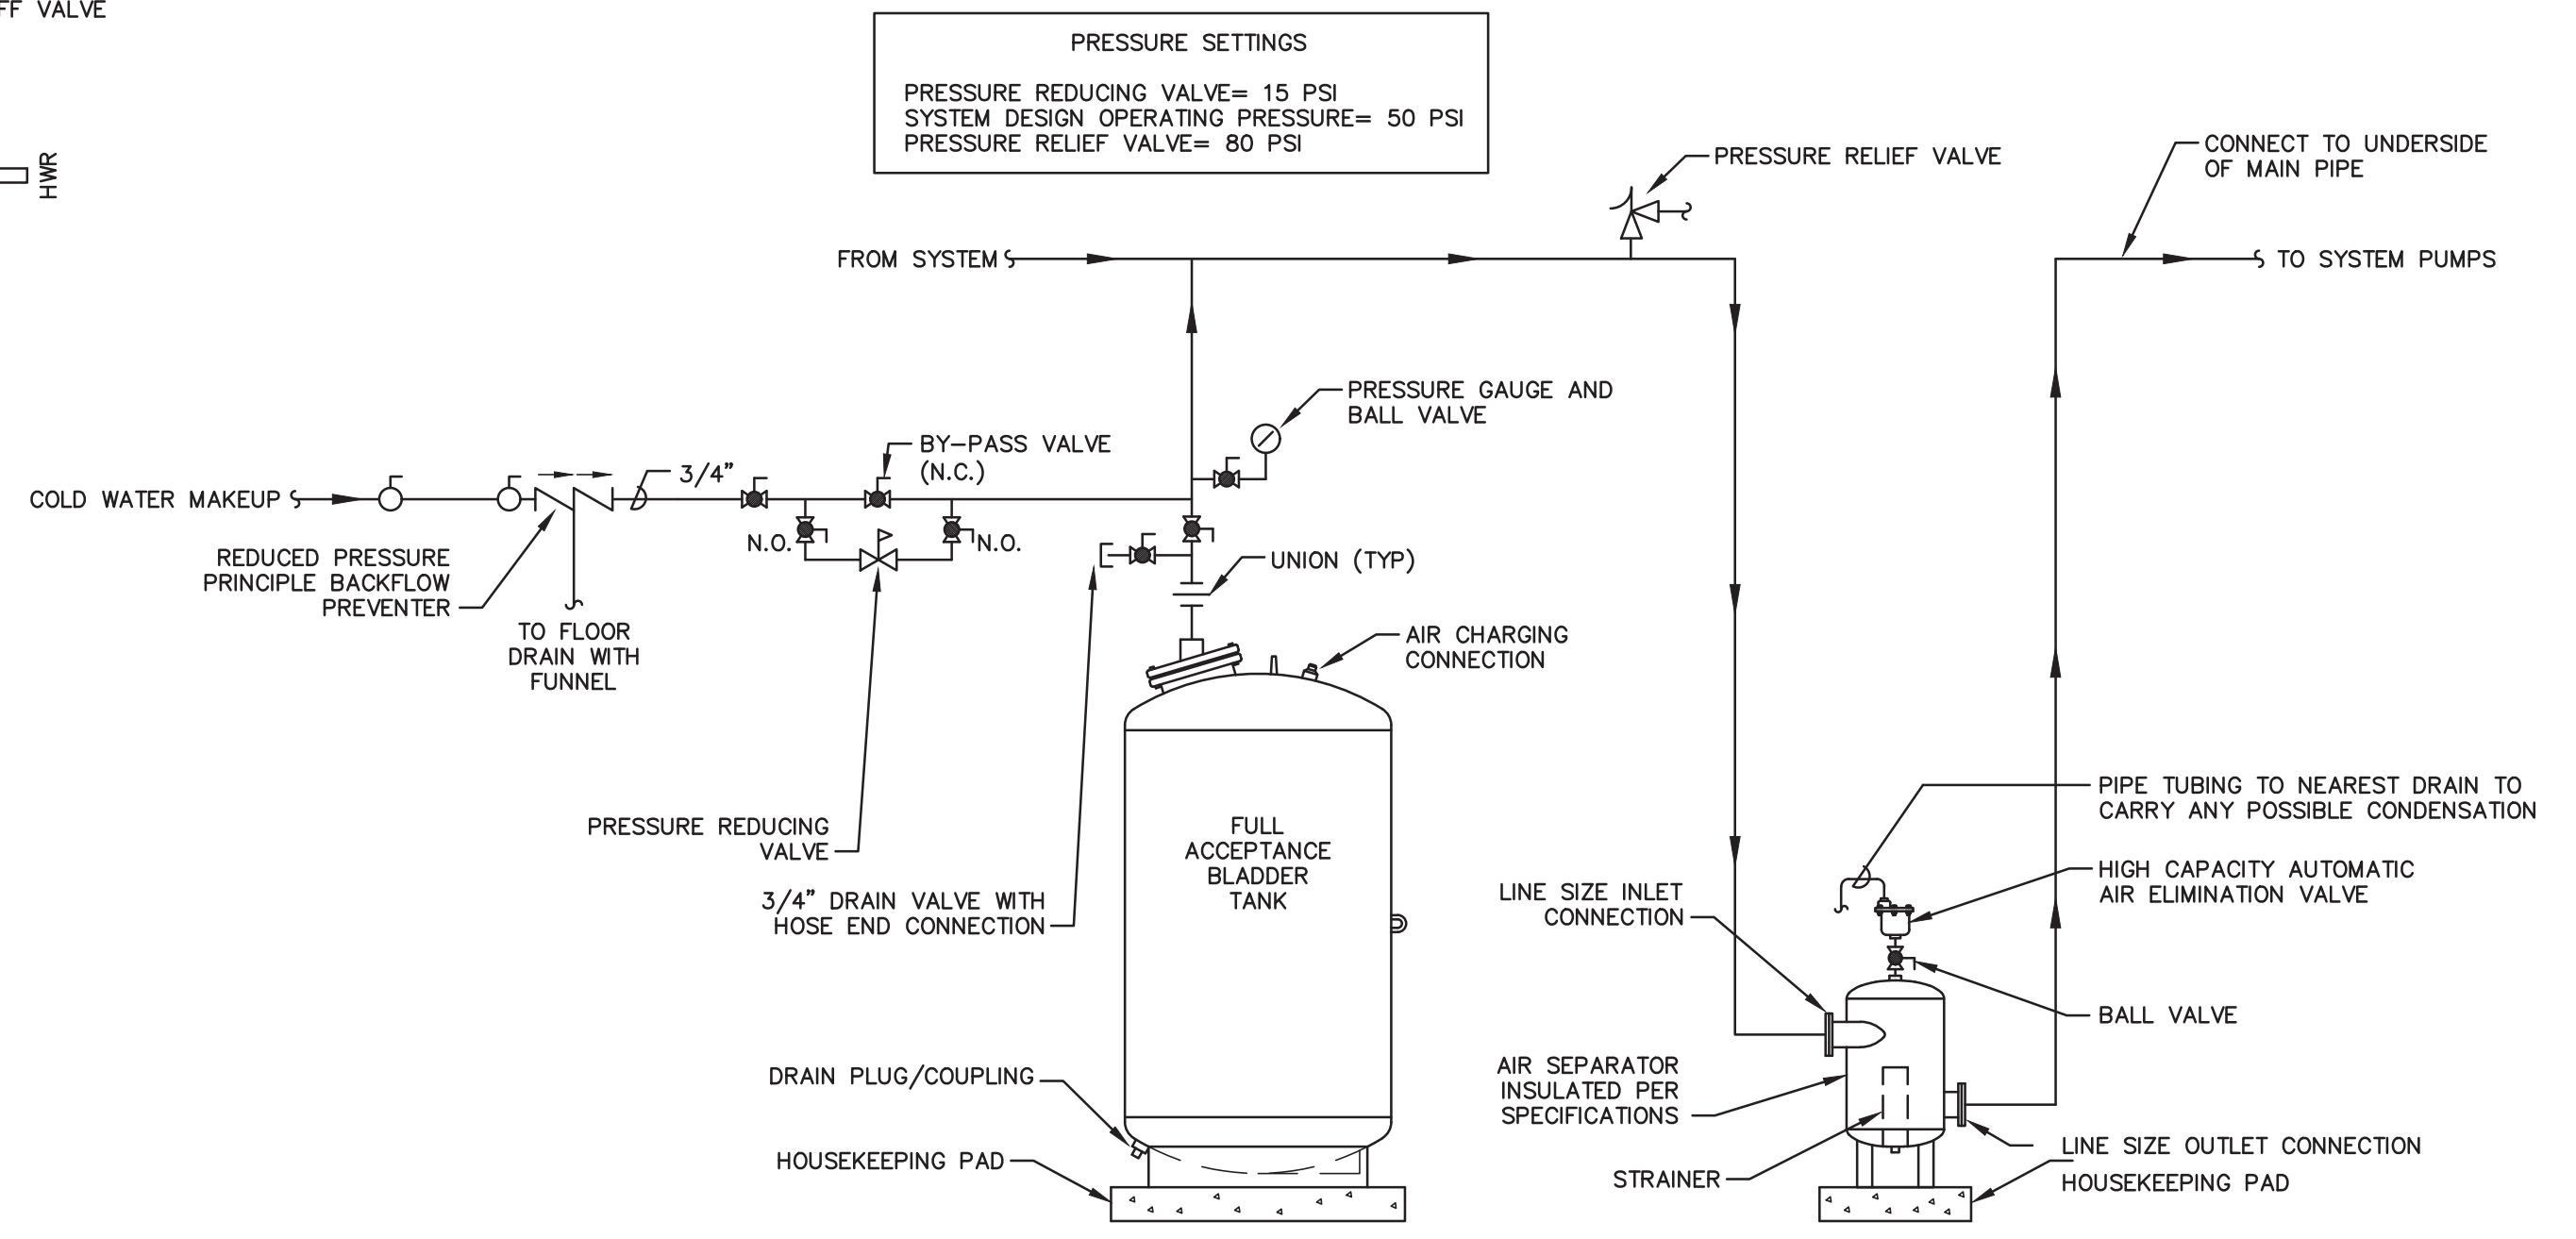 FF VALVE
HWR
PRESSURE SETTINGS
PRESSURE REDUCING VALVE= 15 PSI
SYSTEM DESIGN OPERATING PRESSURE= 50 PSI
PRESSURE RELIEF VALVE= 80 PSI
PRESSURE RELIEF VALVE
CONNECT TO UNDERSIDE
OF MAIN PIPE
FROM SYSTEM
TO SYSTEM PUMPS
PRESSURE GAUGE AND
BALL VALVE
BY-PASS VALVE
(N.C.)
3/4"
COLD WATER MAKEUP
N.O.
N.O.
REDUCED PRESSURE
PRINCIPLE BACKFLOW
PREVENTER
UNION (TYP)
TO FLOOR
DRAIN WITH
FUNNEL
AIR CHARGING
CONNECTION
PRESSURE REDUCING
VALVE
FULL
ACCEPTANCE
BLADDER
TANK
3/4" DRAIN VALVE WITH
HOSE END CONNECTION
PIPE TUBING TO NEAREST DRAIN TO
CARRY ANY POSSIBLE CONDENSATION
HIGH CAPACITY AUTOMATIC
AIR ELIMINATION VALVE
LINE SIZE INLET
CONNECTION
BALL VALVE
AIR SEPARATOR
INSULATED PER
SPECIFICATIONS
DRAIN PLUG/COUPLING
HOUSEKEEPING PAD
STRAINER
LINE SIZE OUTLET CONNECTION
HOUSEKEEPING PAD